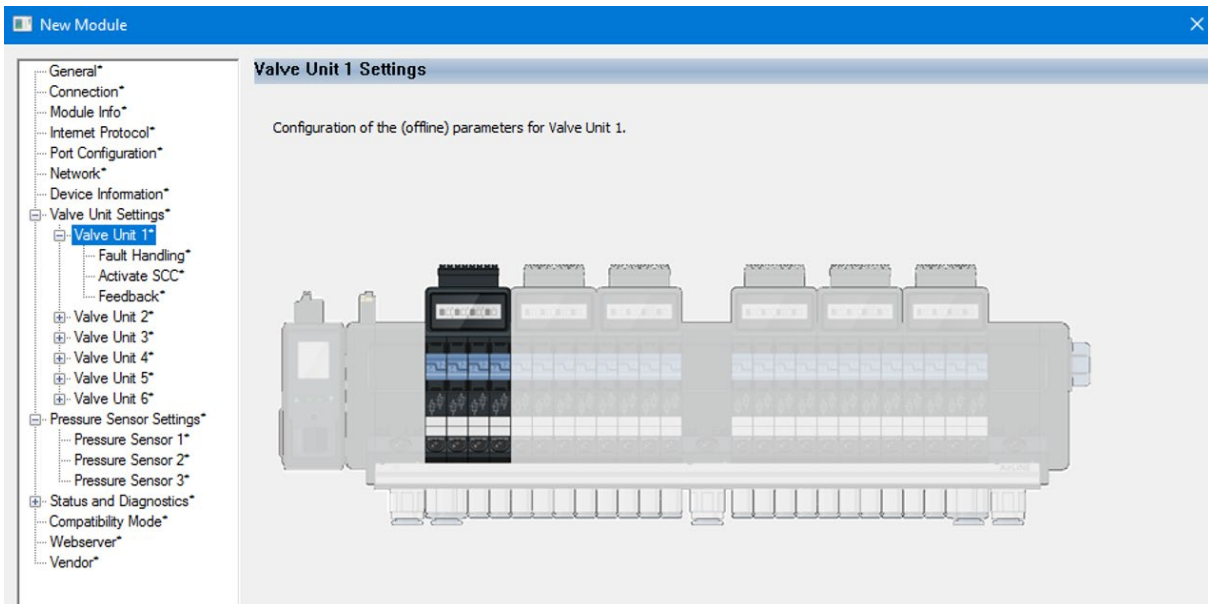 New Module
General*
Connection*
Module Info*
Internet Protocol*
Port Configuration*
Network*
Device Information*
Valve Unit Settings*
Valve Unit 1*
Fault Handling*
Activate SCC*
Feedback*
Valve Unit 2*
Valve Unit 3*
Valve Unit 4*
Valve Unit 5*
Valve Unit 6*
Pressure Sensor Settings*
Pressure Sensor 1*
Pressure Sensor 2*
Pressure Sensor 3*
Status and Diagnostics*
Compatibility Mode*
Webserver*
Vendor*
Valve Unit 1 Settings
Configuration of the (offline) parameters for Valve Unit 1.